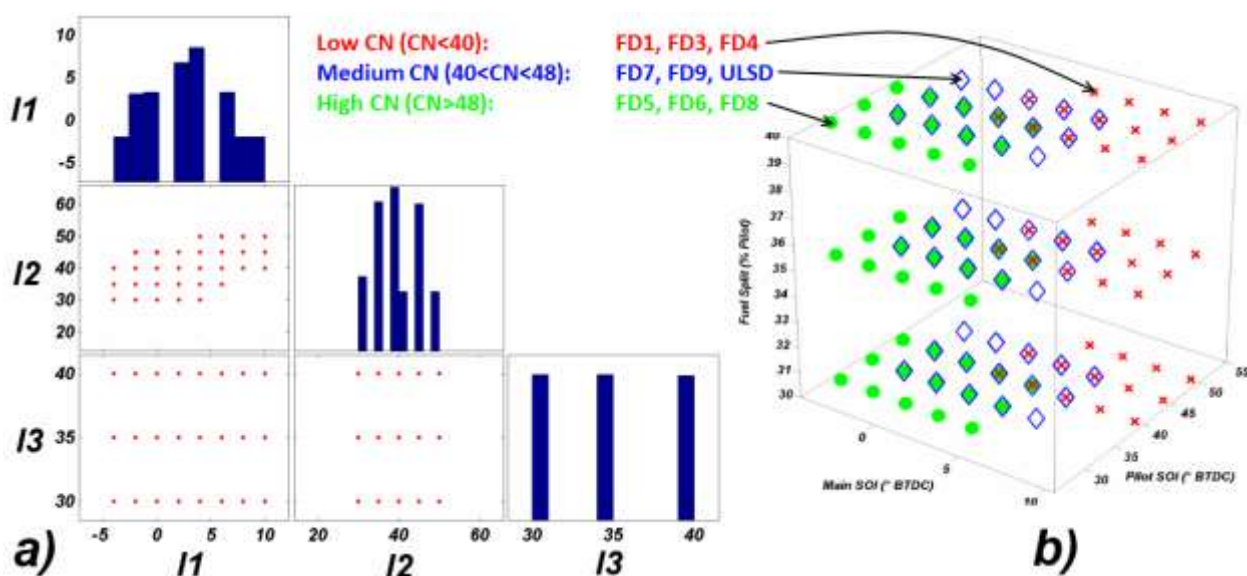 I1
10
5
0
-5
Low CN (CN<40): FD1, FD3, FD4
Medium CN (40<CN<48): FD7, FD9, ULSD
High CN (CN>48): FD5, FD6, FD8
I2
60
50
40
30
20
I3
40
35
30
-5 0 5 10
20 40 60
30 35 40
I1 I2 I3
a)
Fuel Split (% Pilot)
40
39
38
37
36
35
34
33
32
31
30
0
5
10
Main SOI (° BTDC)
30
35
40
45
50
55
Pilot SOI (° BTDC)
b)